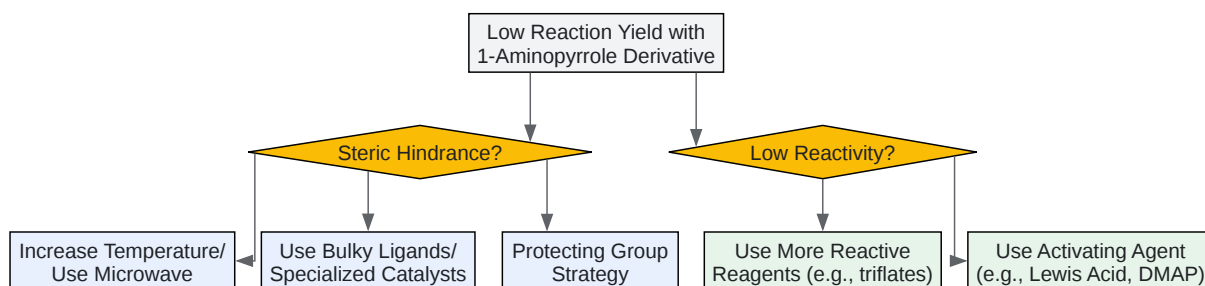 Low Reaction Yield with
1-Aminopyrrole Derivative
Steric Hindrance?
Low Reactivity?
Increase Temperature/
Use Microwave
Use Bulky Ligands/
Specialized Catalysts
Protecting Group
Strategy
Use More Reactive
Reagents (e.g., triflates)
Use Activating Agent
(e.g., Lewis Acid, DMAP)